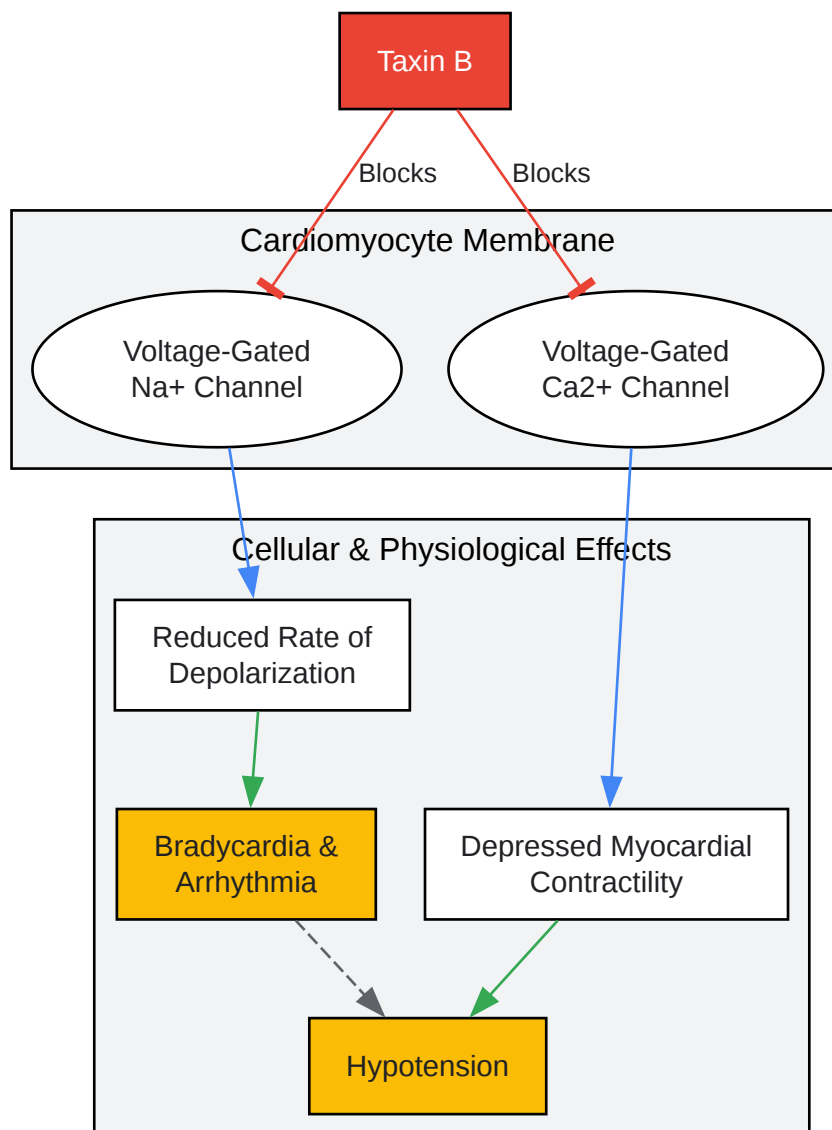 Taxin B
Blocks
Blocks
Cardiomyocyte Membrane
Voltage-Gated
Na+ Channel
Voltage-Gated
Ca2+ Channel
Cellular & Physiological Effects
Reduced Rate of
Depolarization
Bradycardia &
Arrhythmia
Depressed Myocardial
Contractility
Hypotension